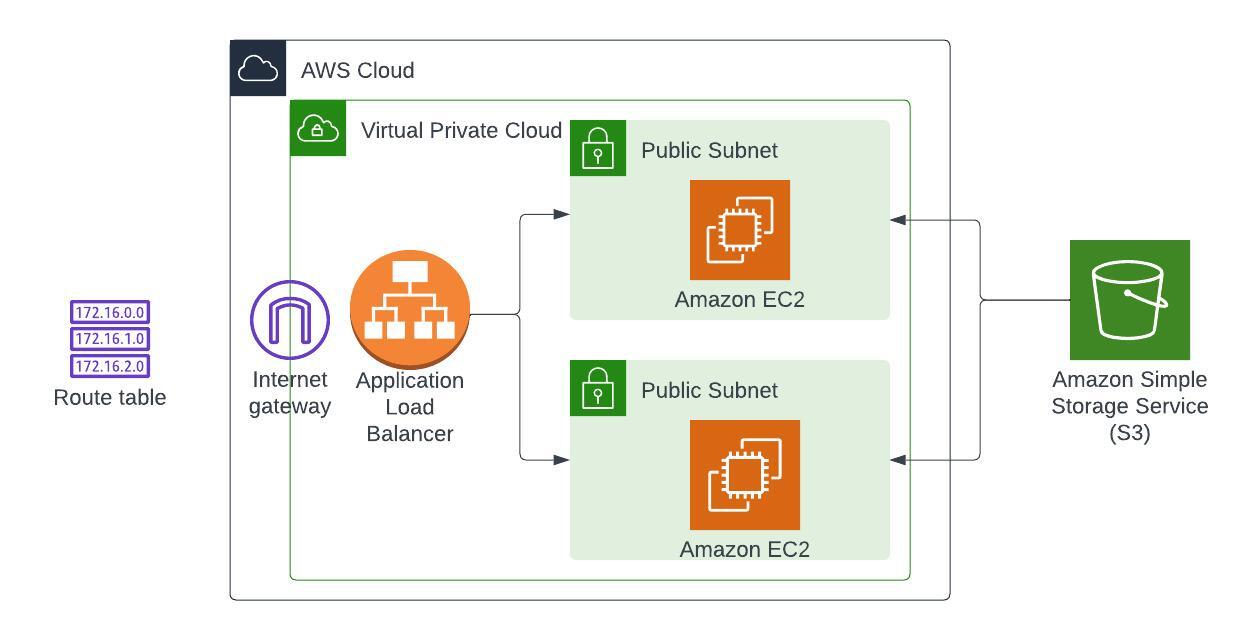 AWS Cloud
Virtual Private Cloud
Public Subnet
Amazon EC2
172.16.0.0
172.16.1.0
172.16.2.0
Route table
Internet
gateway
Application
Load
Balancer
Public Subnet
Amazon EC2
Amazon Simple
Storage Service
(S3)